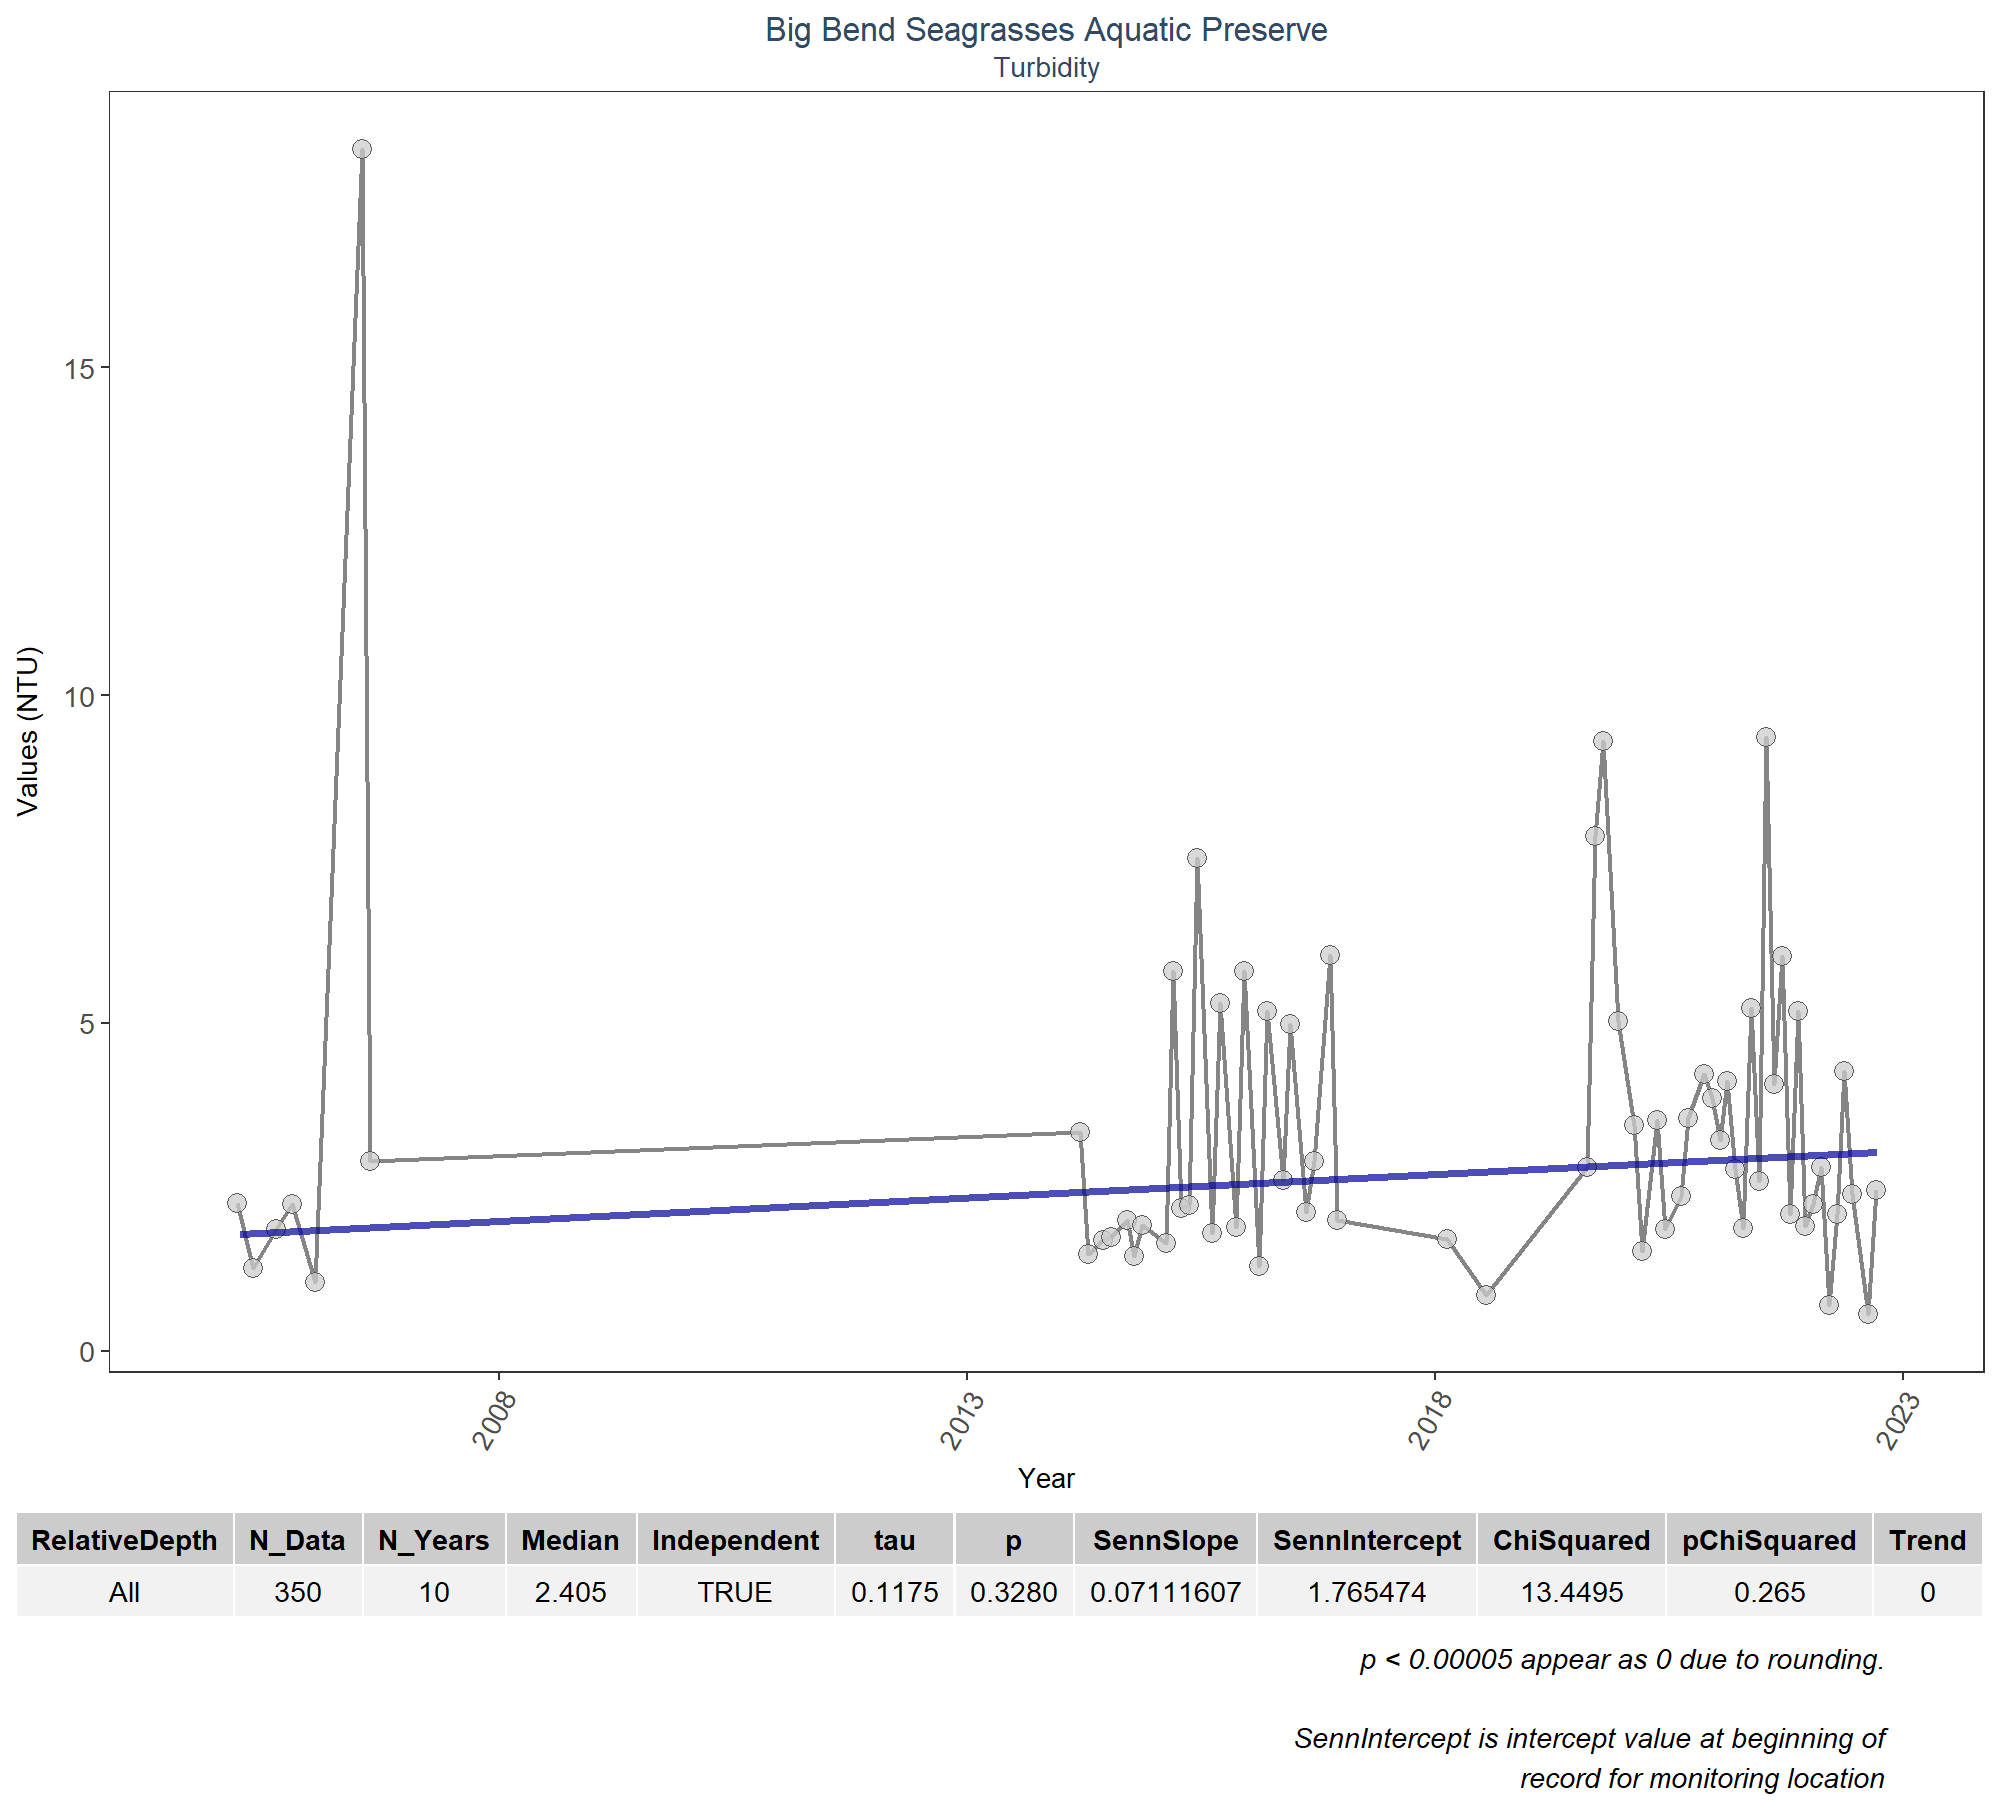 Big Bend Seagrasses Aquatic Preserve
Turbidity
Values (NTU)
15
10
5
0
2008
2013
2018
2023
Year
RelativeDepth N_Data N_Years Median Independent tau p SennSlope SennIntercept ChiSquared pChiSquared Trend
All 350 10 2.405 TRUE 0.1175 0.3280 0.07111607 1.765474 13.4495 0.265 0
p < 0.00005 appear as 0 due to rounding.
SennIntercept is intercept value at beginning of
record for monitoring location